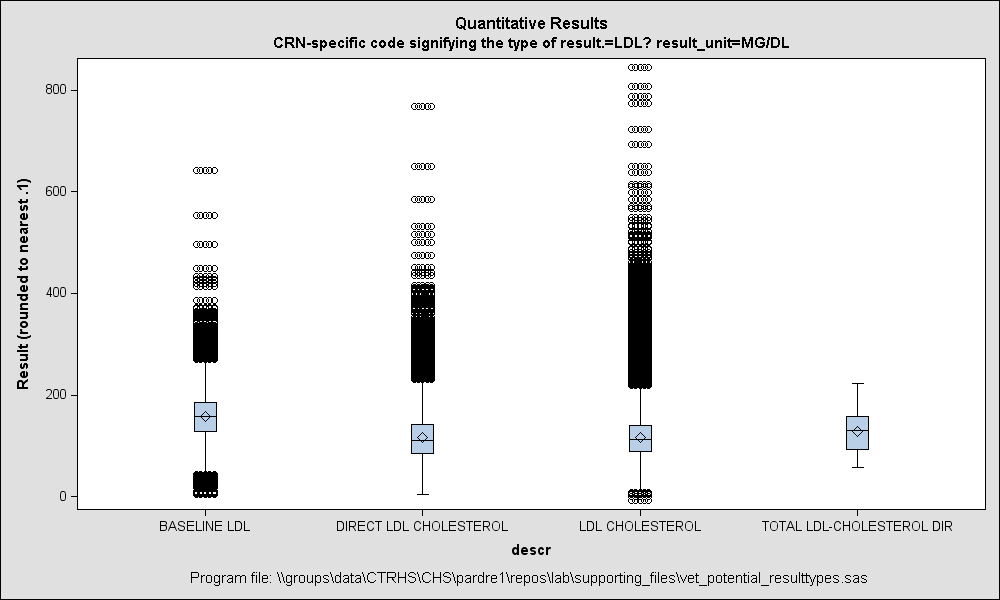 Quantitative Results
CRN-specific code signifying the type of result.=LDL? result_unit=MG/DL
Result (rounded to nearest .1)
800
600
400
200
0
BASELINE LDL
DIRECT LDL CHOLESTEROL
LDL CHOLESTEROL
TOTAL LDL-CHOLESTEROL DIR
descr
Program file: \\groups\data\CTRHS\CHS\pardre1\repos\lab\supporting_files\vet_potential_resulttypes.sas